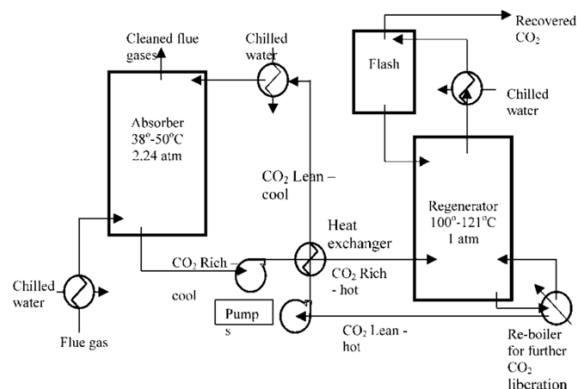 Cleaned flue
gases
Chilled
water
Recovered
CO₂
Flash
Chilled
water
Absorber
38°-50°C
2.24 atm
CO₂ Lean –
cool
Regenerator
100°-121°C
1 atm
Heat
exchanger
CO₂ Rich –
cool
CO₂ Rich
- hot
Chilled
water
Flue gas
Pump
s
CO₂ Lean -
hot
Re-boiler
for further
CO₂
liberation